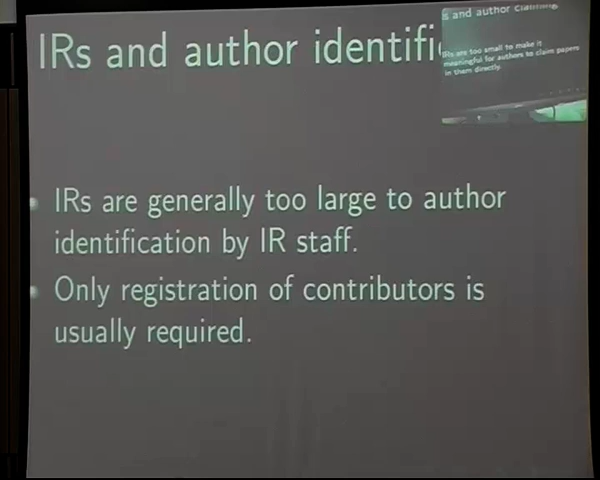 IRs and author identifi
s and author claiming
IRs are too small to make it
meaningful for authors to claim papers
in them directly.
IRs are generally too large to author
identification by IR staff.
Only registration of contributors is
usually required.